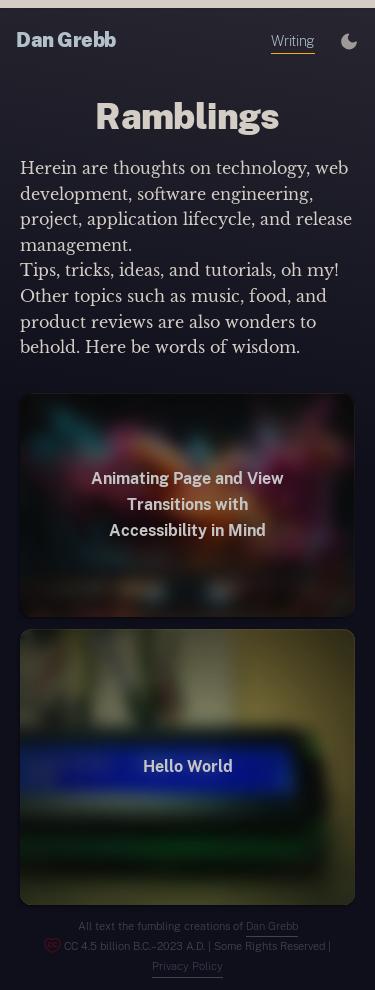 Dan Grebb
Writing
Ramblings
Herein are thoughts on technology, web
development, software engineering,
project, application lifecycle, and release
management.
Tips, tricks, ideas, and tutorials, oh my!
Other topics such as music, food, and
product reviews are also wonders to
behold. Here be words of wisdom.
Animating Page and View
Transitions with
Accessibility in Mind
Hello World
All text the fumbling creations of Dan Grebb
CC 4.5 billion B.C.–2023 A.D. | Some Rights Reserved |
Privacy Policy